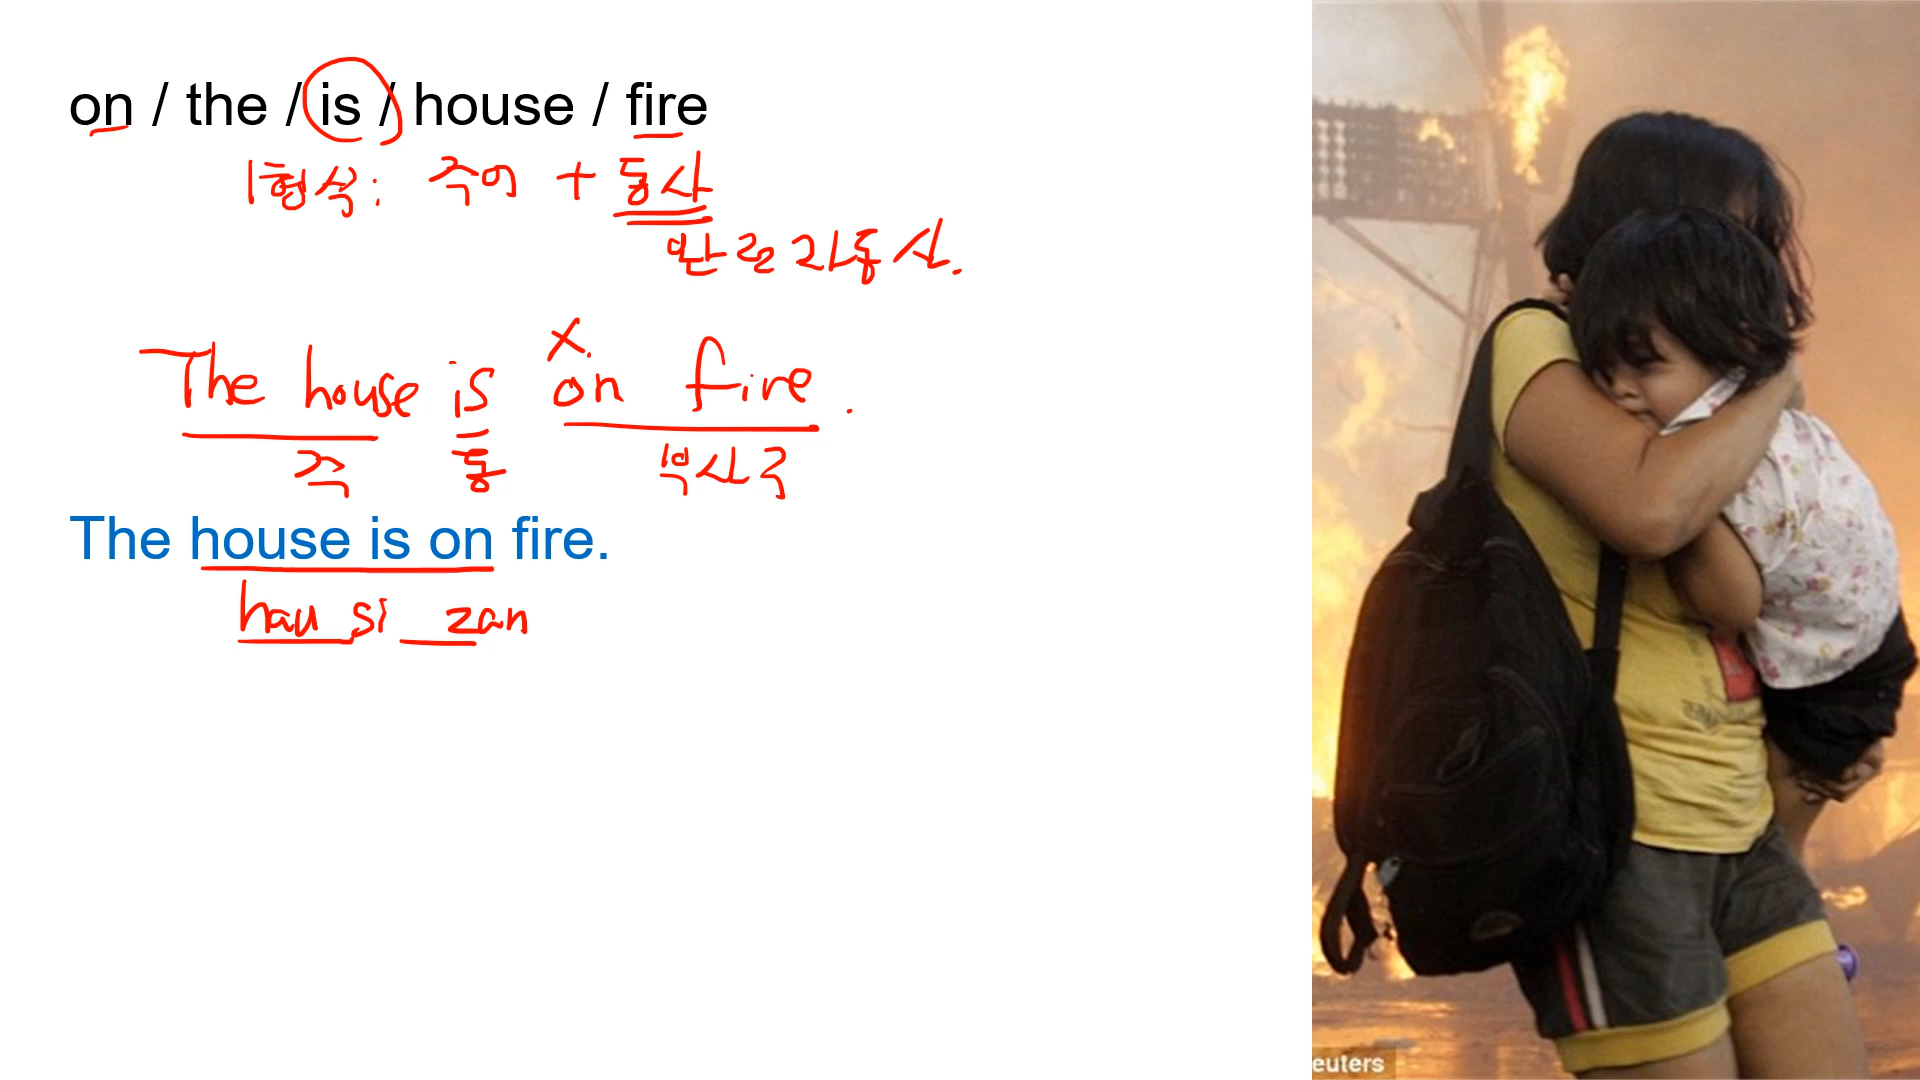 on / the / is / house / fire
1형식: 주어 + 동사
완료자동사.
x.
The house is on fire.
주 동 부사구
The house is on fire.
hau si zan
euters